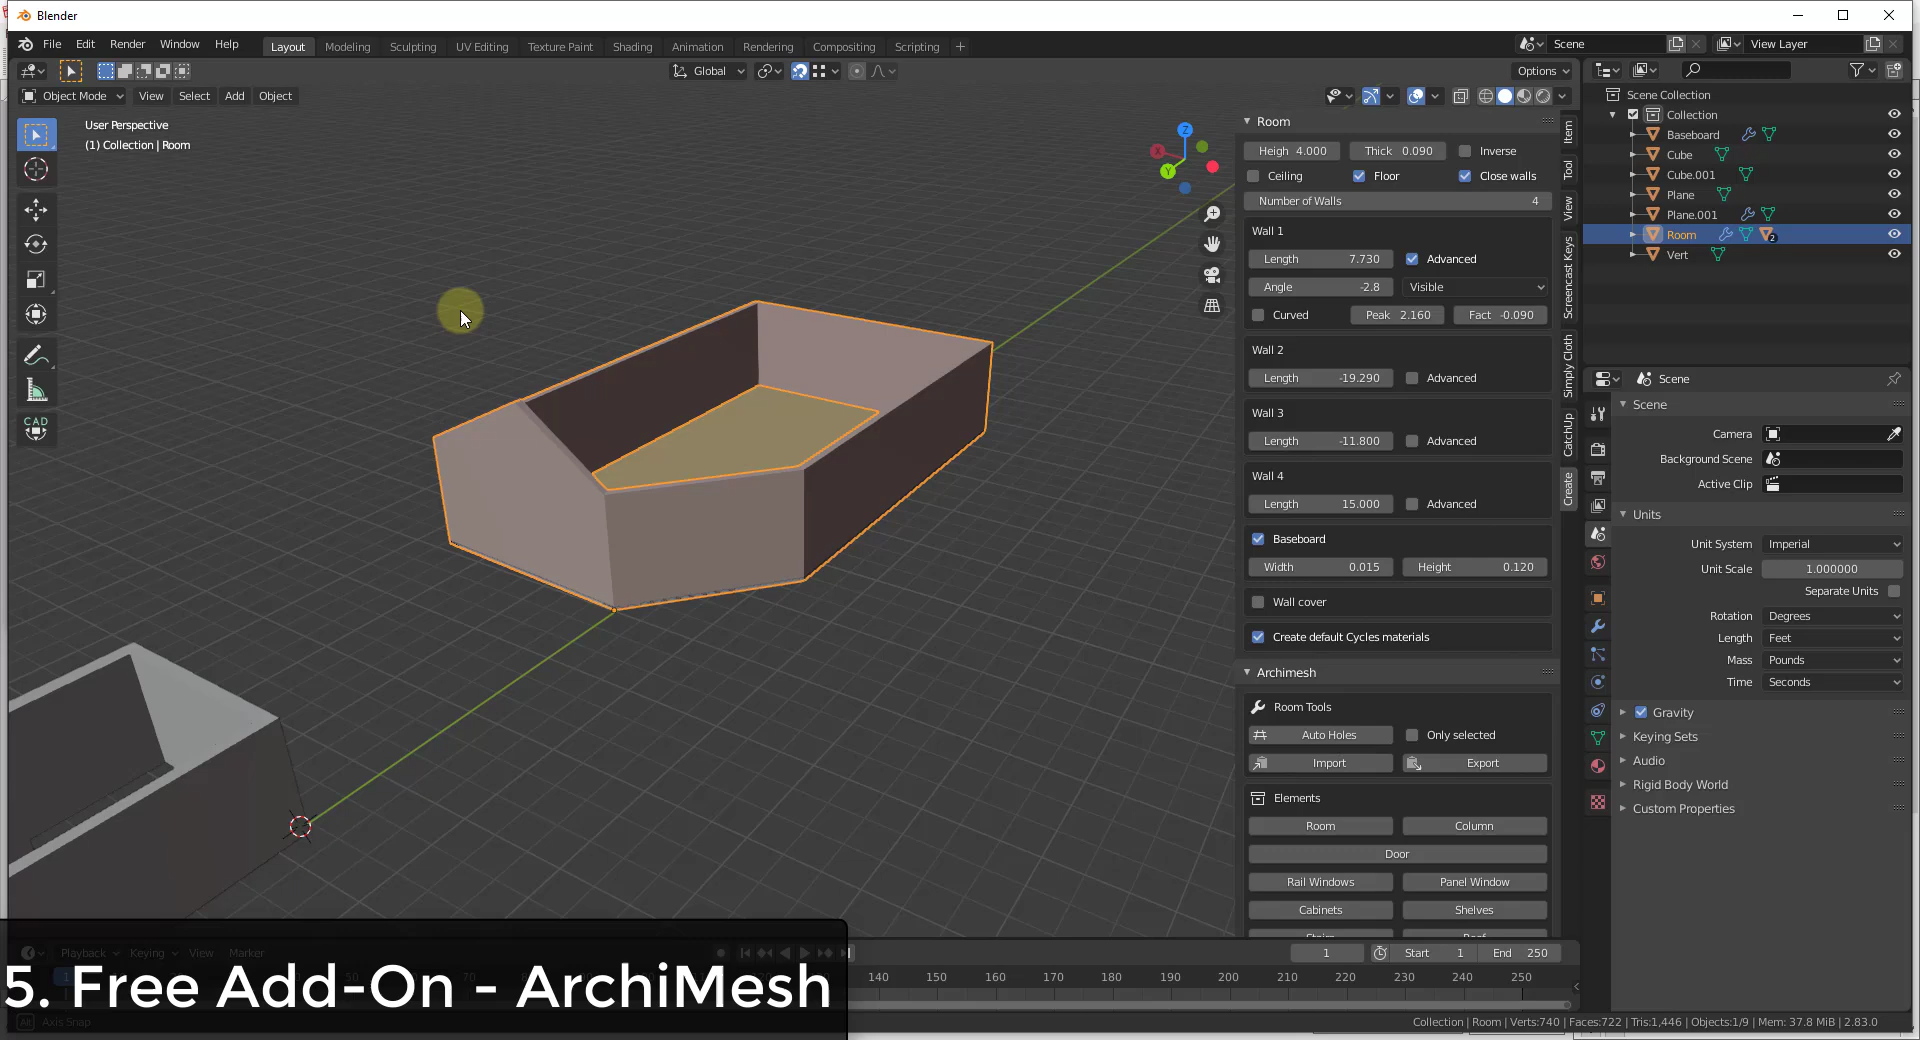 Blender
File Edit Render Window Help
Layout Modeling Sculpting UV Editing Texture Paint Shading Animation Rendering Compositing Scripting +
Scene
View Layer
Global
Options
Object Mode View Select Add Object
User Perspective
(1) Collection | Room
Z
X
Y
CAD
Room
Heigh 4.000 Thick 0.090 Inverse
Ceiling Floor Close walls
Number of Walls 4
Wall 1
Length 7.730 Advanced
Angle -2.8 Visible
Curved Peak 2.160 Fact -0.090
Wall 2
Length -19.290 Advanced
Wall 3
Length -11.800 Advanced
Wall 4
Length 15.000 Advanced
Baseboard
Width 0.015 Height 0.120
Wall cover
Create default Cycles materials
Archimesh
Room Tools
Auto Holes Only selected
Import Export
Elements
Room Column
Door
Rail Windows Panel Window
Cabinets Shelves
Item
Tool
View
Screencast Keys
Simply Cloth
CatchUp
Create
Scene Collection
Collection
Baseboard
Cube
Cube.001
Plane
Plane.001
Room 2
Vert
Scene
Scene
Camera
Background Scene
Active Clip
Units
Unit System Imperial
Unit Scale 1.000000
Separate Units
Rotation Degrees
Length Feet
Mass Pounds
Time Seconds
Gravity
Keying Sets
Audio
Rigid Body World
Custom Properties
Playback Keying View Marker
1 Start 1 End 250
140 150 160 170 180 190 200 210 220 230 240 250
5. Free Add-On - ArchiMesh
Axis Snap
Collection | Room | Verts:740 | Faces:722 | Tris:1,446 | Objects:1/9 | Mem: 37.8 MiB | 2.83.0